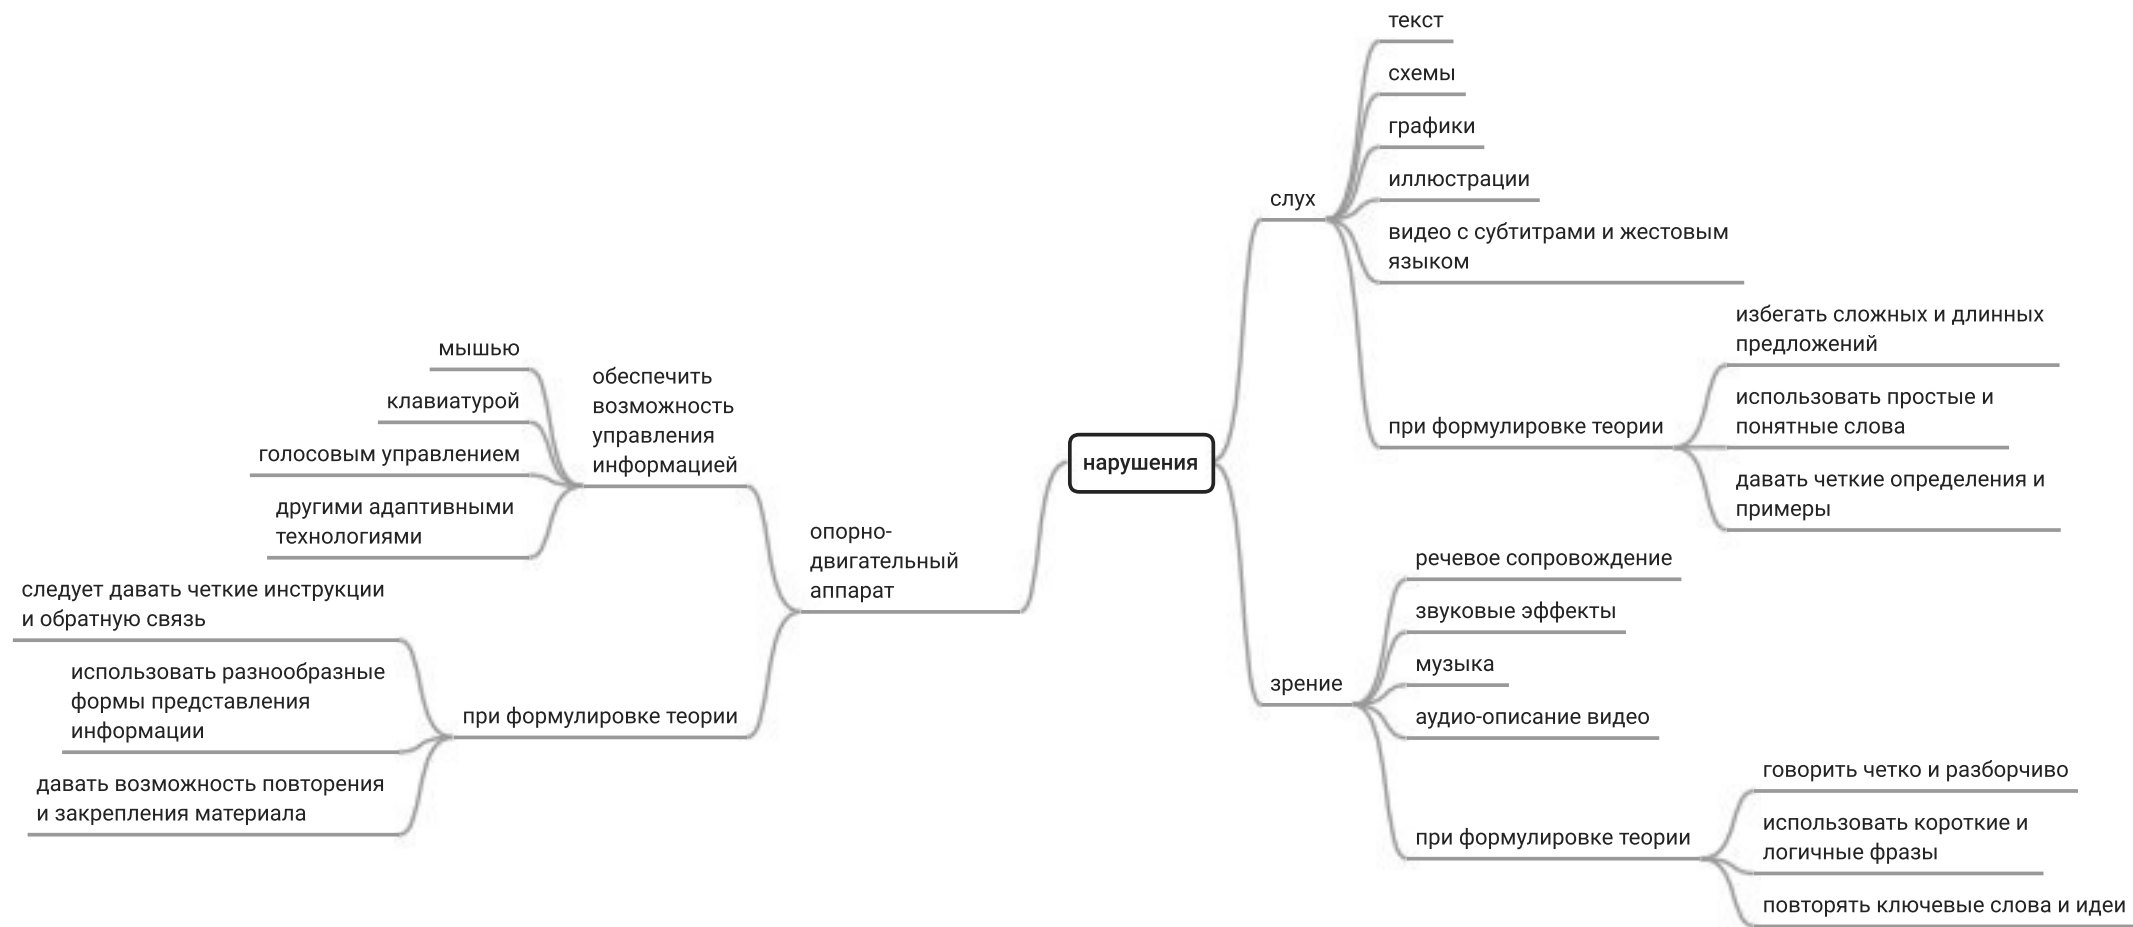 нарушения
слух
текст
схемы
графики
иллюстрации
видео с субтитрами и жестовым
языком
при формулировке теории
избегать сложных и длинных
предложений
использовать простые и
понятные слова
давать четкие определения и
примеры
зрение
речевое сопровождение
звуковые эффекты
музыка
аудио-описание видео
при формулировке теории
говорить четко и разборчиво
использовать короткие и
логичные фразы
повторять ключевые слова и идеи
опорно-
двигательный
аппарат
обеспечить
возможность
управления
информацией
мышью
клавиатурой
голосовым управлением
другими адаптивными
технологиями
при формулировке теории
следует давать четкие инструкции
и обратную связь
использовать разнообразные
формы представления
информации
давать возможность повторения
и закрепления материала